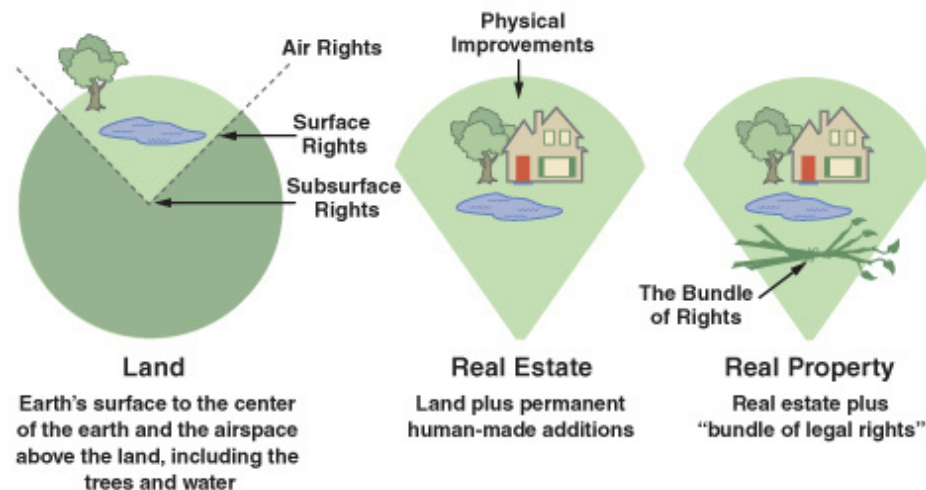 Air Rights
Surface
Rights
Subsurface
Rights
Land
Earth's surface to the center
of the earth and the airspace
above the land, including the
trees and water
Physical
Improvements
Real Estate
Land plus permanent
human-made additions
The Bundle
of Rights
Real Property
Real estate plus
“bundle of legal rights”